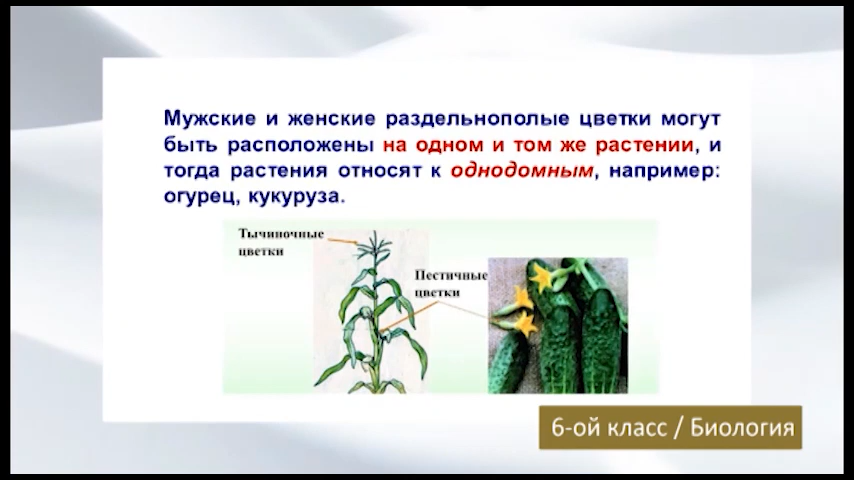 Мужские и женские раздельнополые цветки могут
быть расположены на одном и том же растении, и
тогда растения относят к однодомным, например:
огурец, кукуруза.
Тычиночные
цветки
Пестичные
цветки
6-ой класс / Биология